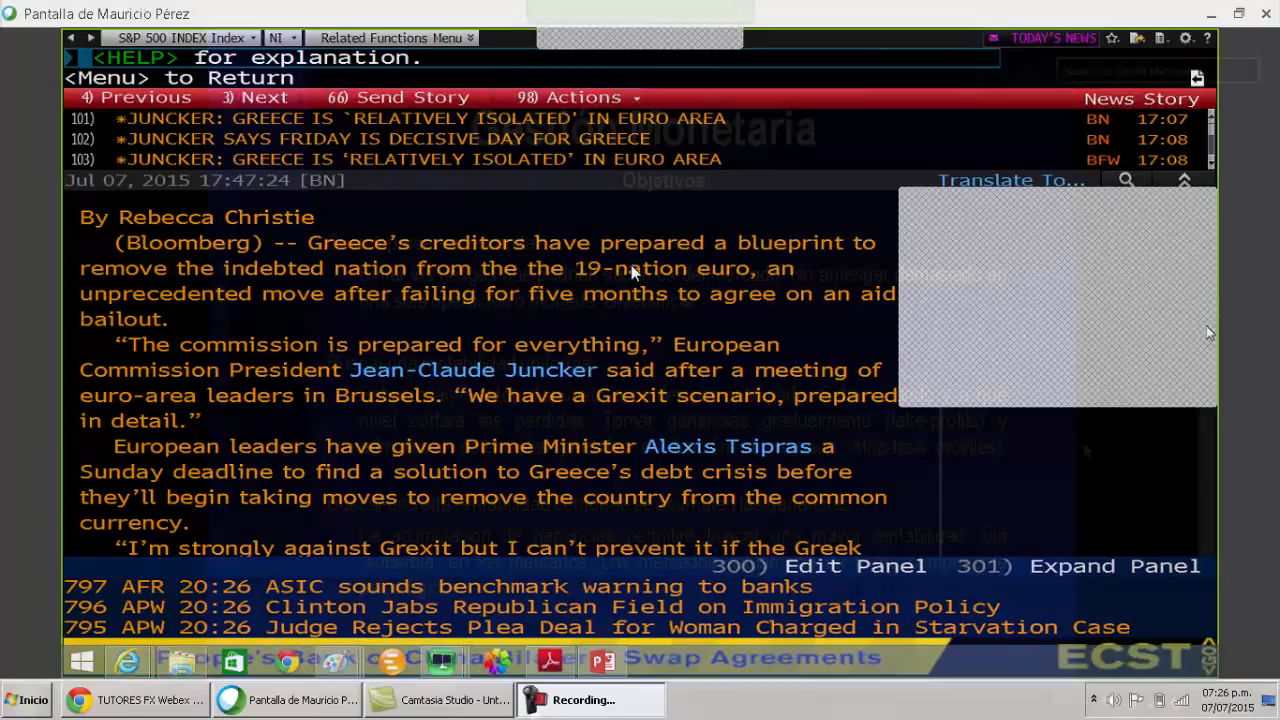 Pantalla de Mauricio Pérez
S&P 500 INDEX Index NI Related Functions Menu TODAY'S NEWS
<HELP> for explanation.
<Menu> to Return
4) Previous 3) Next 66) Send Story 98) Actions News Story
101) *JUNCKER: GREECE IS `RELATIVELY ISOLATED' IN EURO AREA BN 17:07
102) *JUNCKER SAYS FRIDAY IS DECISIVE DAY FOR GREECE BN 17:08
103) *JUNCKER: GREECE IS ‘RELATIVELY ISOLATED’ IN EURO AREA BFW 17:08
Gestión Monetaria
Jul 07, 2015 17:47:24 [BN] Translate To...
Objetivos
By Rebecca Christie
(Bloomberg) -- Greece’s creditors have prepared a blueprint to
remove the indebted nation from the the 19-nation euro, an
unprecedented move after failing for five months to agree on an aid
bailout.
“The commission is prepared for everything,” European
Commission President Jean-Claude Juncker said after a meeting of
euro-area leaders in Brussels. “We have a Grexit scenario, prepared
in detail.”
European leaders have given Prime Minister Alexis Tsipras a
Sunday deadline to find a solution to Greece’s debt crisis before
they’ll begin taking moves to remove the country from the common
currency.
“I’m strongly against Grexit but I can’t prevent it if the Greek
300) Edit Panel 301) Expand Panel
797 AFR 20:26 ASIC sounds benchmark warning to banks
796 APW 20:26 Clinton Jabs Republican Field on Immigration Policy
795 APW 20:26 Judge Rejects Plea Deal for Woman Charged in Starvation Case
People's Bank of China Swap Agreements ECST
Inicio TUTORES FX Webex ... Pantalla de Mauricio P... Camtasia Studio - Unt... Recording... 07:26 p.m.
07/07/2015